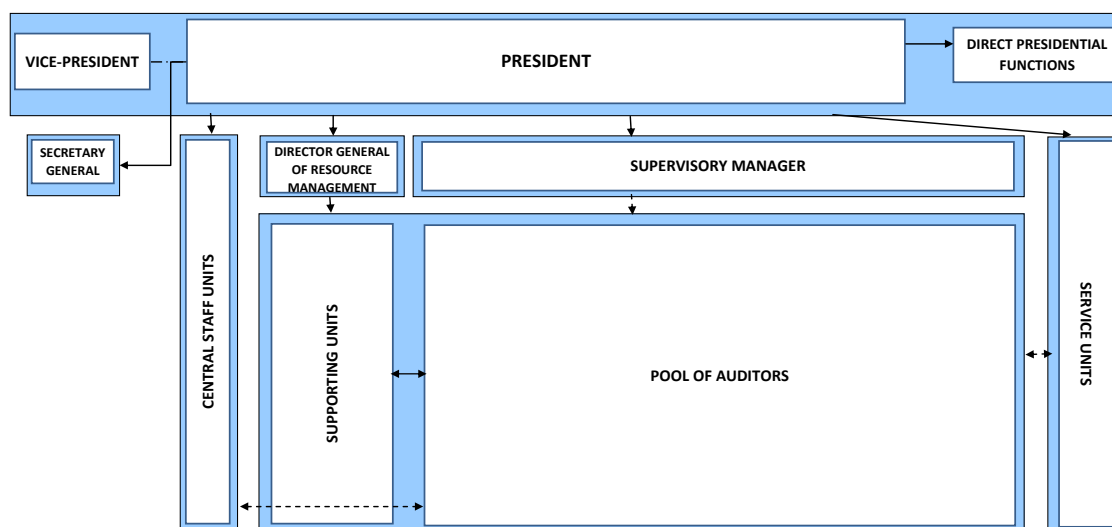 VICE-PRESIDENT
PRESIDENT
DIRECT PRESIDENTIAL
FUNCTIONS
SECRETARY
GENERAL
DIRECTOR GENERAL
OF RESOURCE
MANAGEMENT
SUPERVISORY MANAGER
CENTRAL STAFF UNITS
SUPPORTING UNITS
POOL OF AUDITORS
SERVICE UNITS